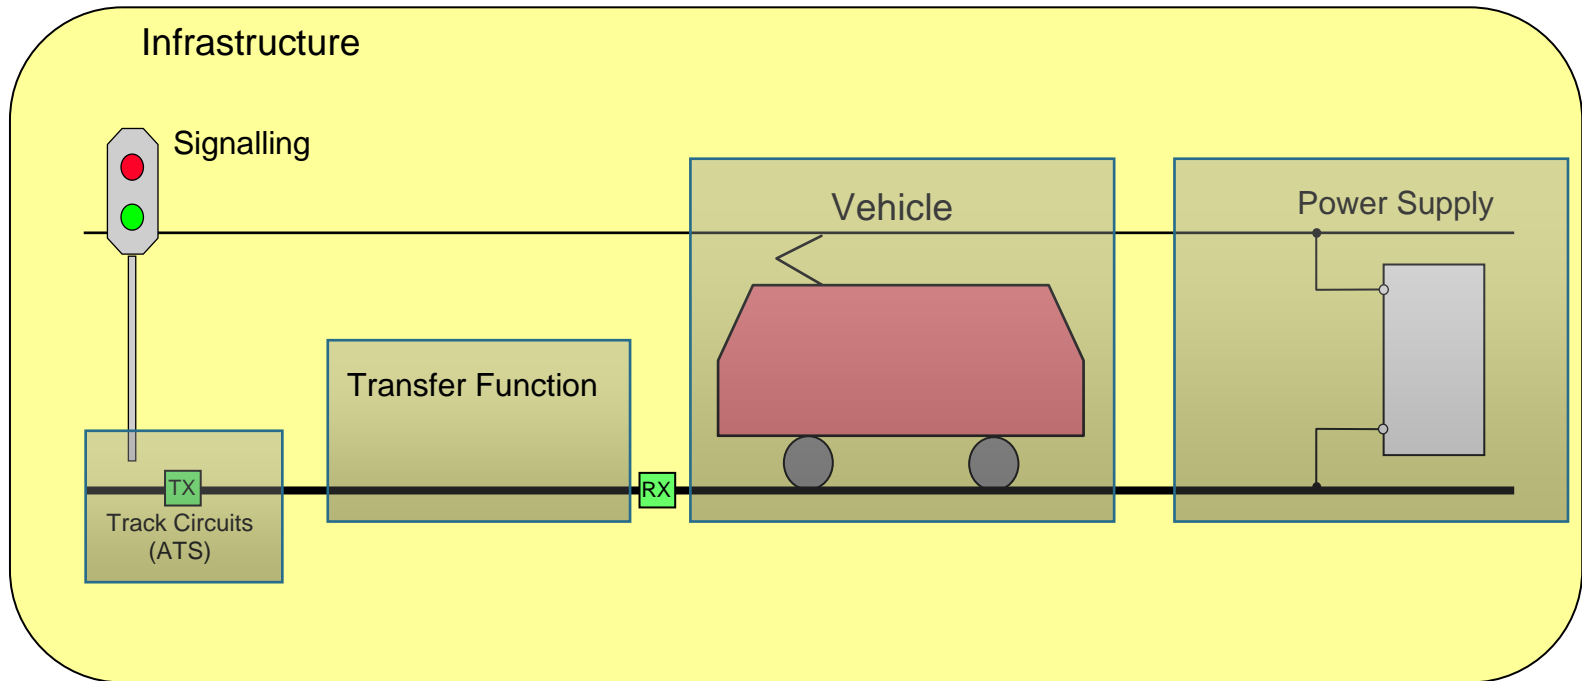 Infrastructure
Signalling
Vehicle
Power Supply
Transfer Function
TX
RX
Track Circuits
(ATS)